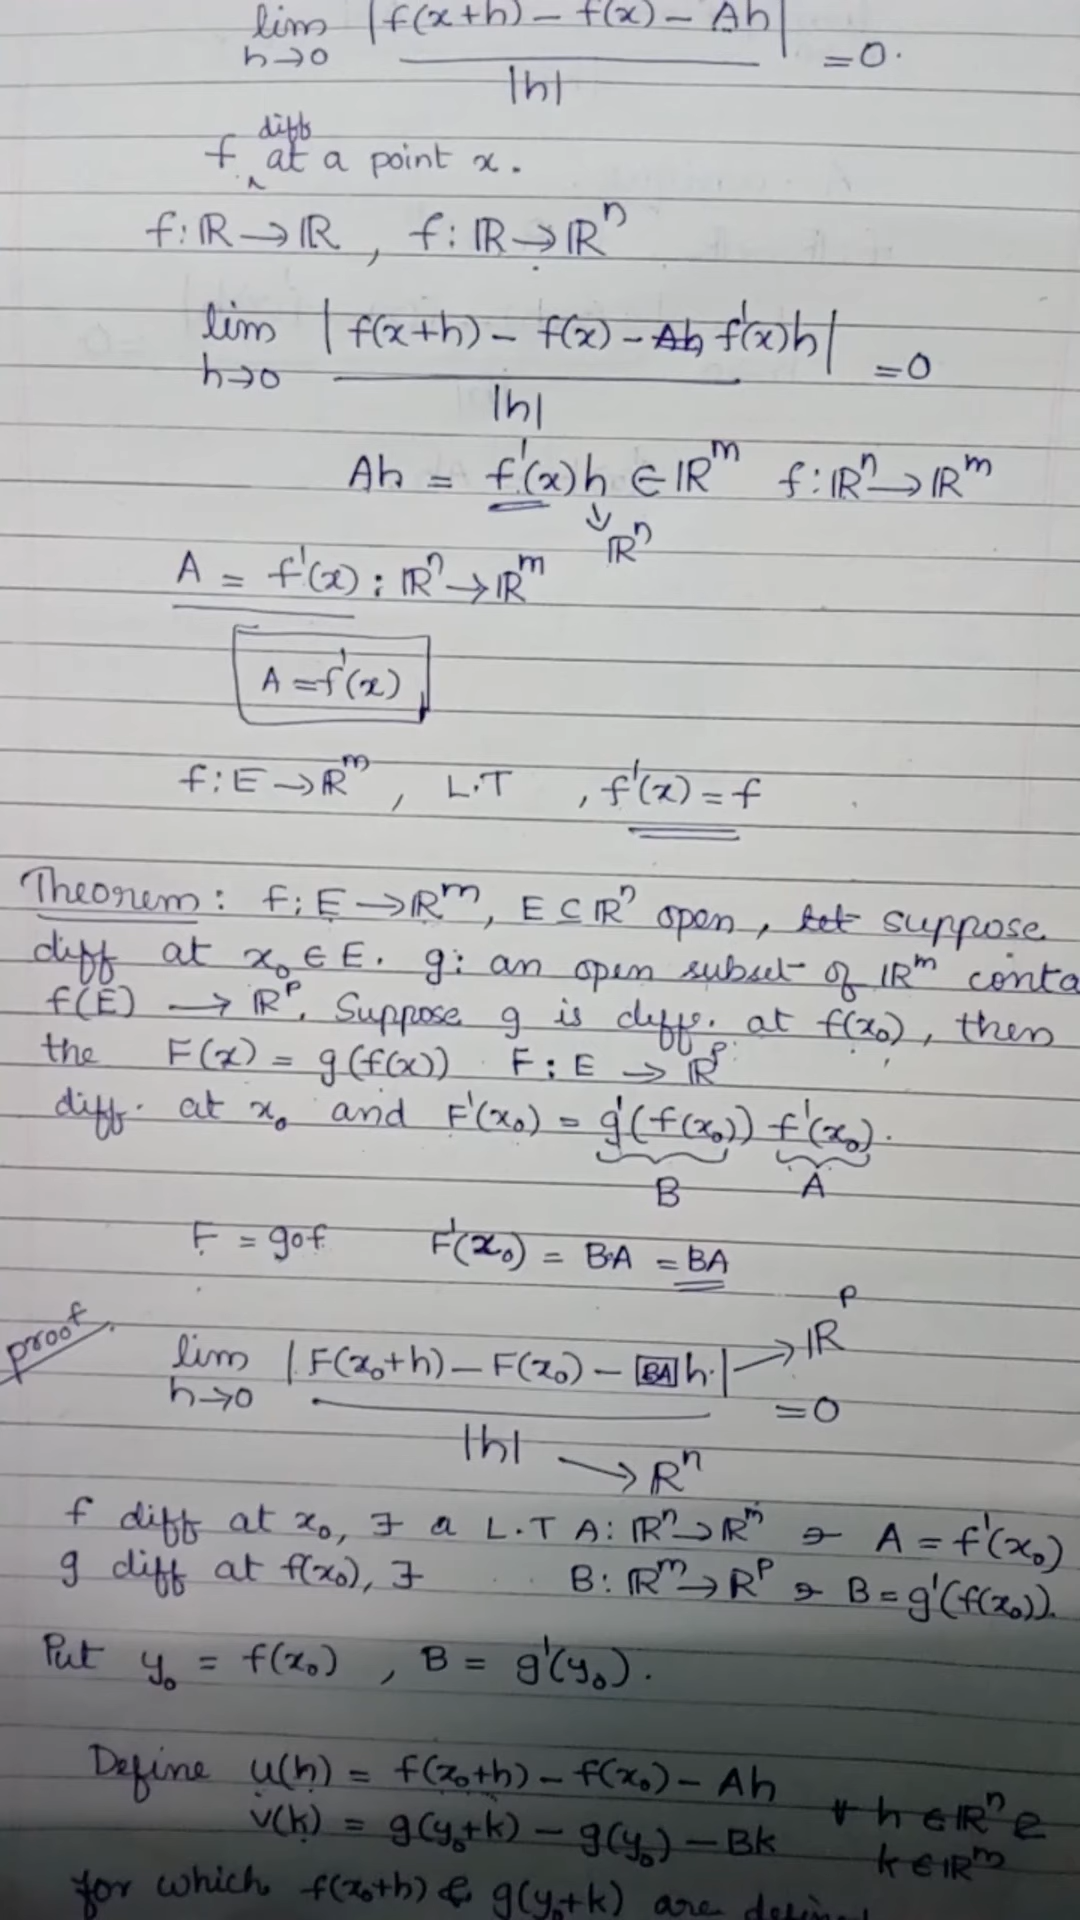 lim |f(x+h) - f(x) - Ah|
h→0 |h| =0.
diff
f ^ at a point x.
f: ℝ → ℝ , f: ℝ → ℝⁿ
lim | f(x+h) - f(x) - Ah f'(x)h|
h→0 |h| =0
Ah = f'(x)h ∈ ℝᵐ f: ℝⁿ → ℝᵐ
↓ ℝⁿ
A = f'(x) : ℝⁿ → ℝᵐ
A = f'(x)
f: E → ℝᵐ , L.T , f'(x) = f
Theorem: f: E → ℝᵐ, E ⊆ ℝⁿ open, let suppose
diff at x₀ ∈ E. g: an open subset of ℝᵐ conta
f(E) → ℝᵖ. Suppose g is diff. at f(x₀), then
the F(x) = g(f(x)) F: E → ℝᵖ
diff. at x₀ and F'(x₀) = g'(f(x₀)) f'(x₀).
B A
F = gof F'(x₀) = B·A = BA
proof.
lim | F(x₀+h) - F(x₀) - BA h.| → ℝᵖ
h→0 |h| → ℝⁿ =0
f diff at x₀, ∃ a L.T A: ℝⁿ → ℝᵐ ∋ A = f'(x₀)
g diff at f(x₀), ∃ .. B: ℝᵐ → ℝᵖ ∋ B = g'(f(x₀)).
Put y₀ = f(x₀) , B = g'(y₀).
Define u(h) = f(x₀+h) - f(x₀) - Ah
v(k) = g(y₀+k) - g(y₀) - Bk ∀ h ∈ ℝⁿ &
k ∈ ℝᵐ
for which f(x₀+h) & g(y₀+k) are defined